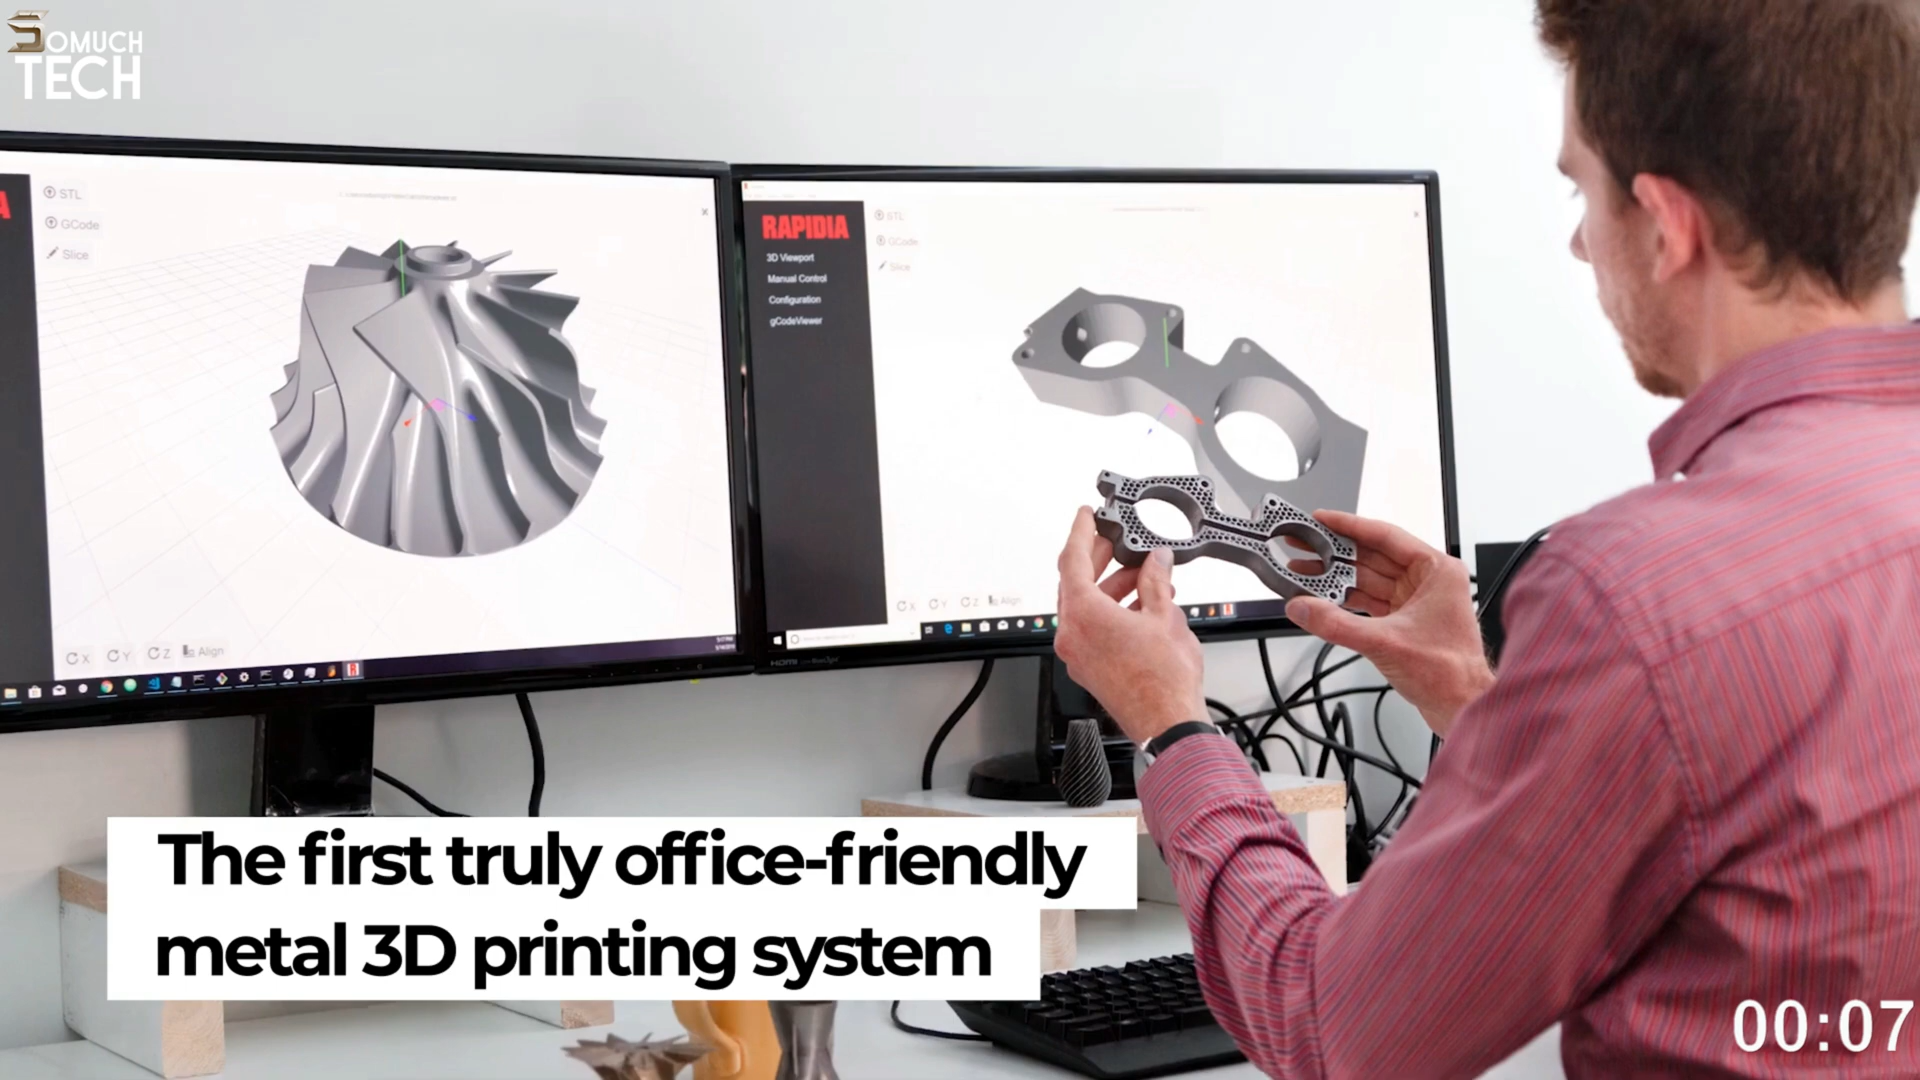 SOMUCH
TECH
STL
GCode
Slice
X
Y
Z
Align
RAPIDIA
3D Viewport
Manual Control
Configuration
gCodeViewer
STL
GCode
Slice
X
Y
Z
Align
HDMI
The first truly office-friendly
metal 3D printing system
00:07